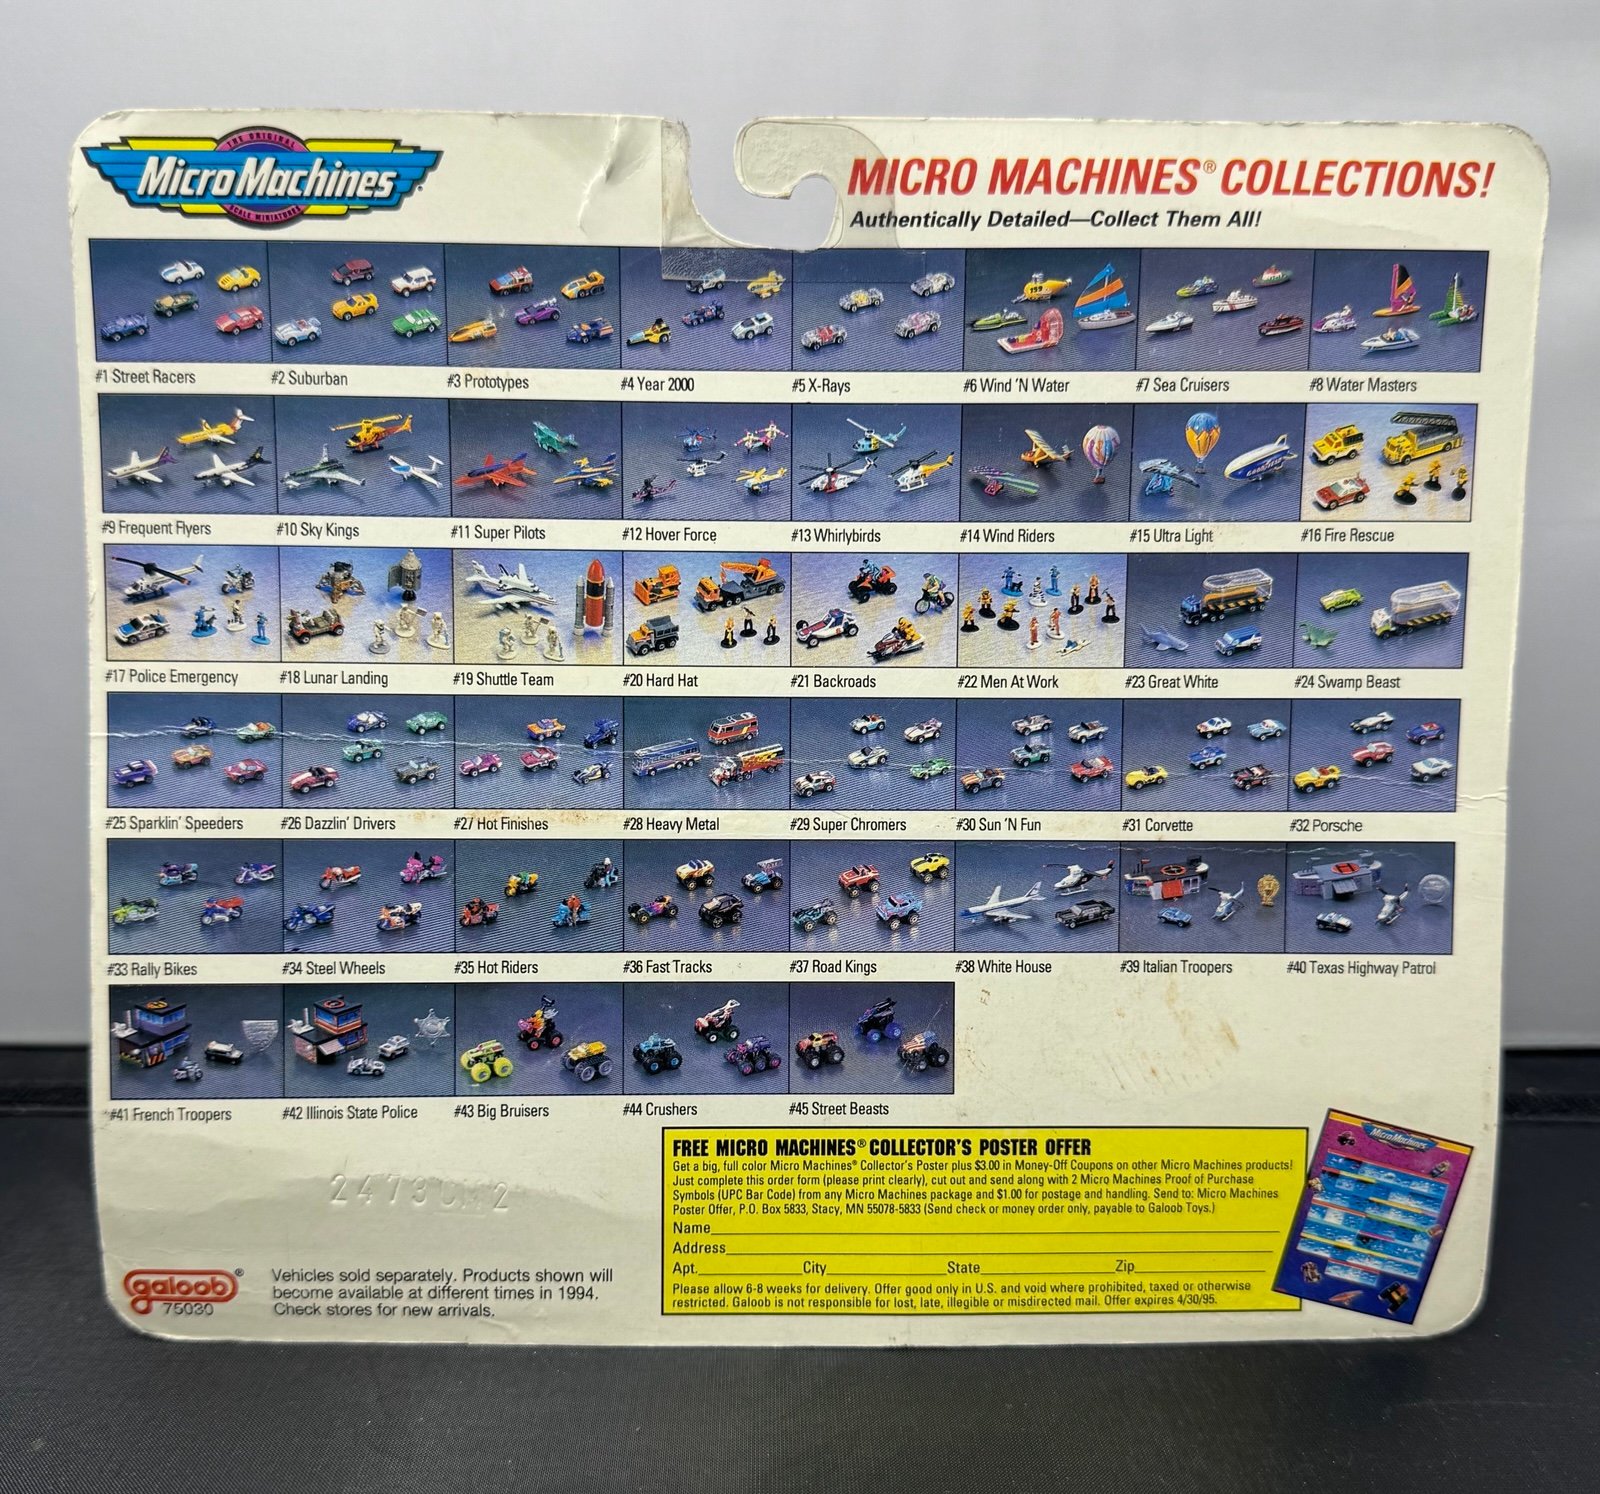 THE ORIGINAL
Micro Machines
SCALE MINIATURES
MICRO MACHINES® COLLECTIONS!
Authentically Detailed—Collect Them All!
#1 Street Racers
#2 Suburban
#3 Prototypes
#4 Year 2000
#5 X-Rays
#6 Wind 'N Water
#7 Sea Cruisers
#8 Water Masters
#9 Frequent Flyers
#10 Sky Kings
#11 Super Pilots
#12 Hover Force
#13 Whirlybirds
#14 Wind Riders
#15 Ultra Light
#16 Fire Rescue
#17 Police Emergency
#18 Lunar Landing
#19 Shuttle Team
#20 Hard Hat
#21 Backroads
#22 Men At Work
#23 Great White
#24 Swamp Beast
#25 Sparklin' Speeders
#26 Dazzlin' Drivers
#27 Hot Finishes
#28 Heavy Metal
#29 Super Chromers
#30 Sun 'N Fun
#31 Corvette
#32 Porsche
#33 Rally Bikes
#34 Steel Wheels
#35 Hot Riders
#36 Fast Tracks
#37 Road Kings
#38 White House
#39 Italian Troopers
#40 Texas Highway Patrol
#41 French Troopers
#42 Illinois State Police
#43 Big Bruisers
#44 Crushers
#45 Street Beasts
FREE MICRO MACHINES® COLLECTOR'S POSTER OFFER
Get a big, full color Micro Machines® Collector's Poster plus $3.00 in Money-Off Coupons on other Micro Machines products!
Just complete this order form (please print clearly), cut out and send along with 2 Micro Machines Proof of Purchase
Symbols (UPC Bar Code) from any Micro Machines package and $1.00 for postage and handling. Send to: Micro Machines
Poster Offer, P.O. Box 5833, Stacy, MN 55078-5833 (Send check or money order only, payable to Galoob Toys.)
Name
Address
Apt. City State Zip
Please allow 6-8 weeks for delivery. Offer good only in U.S. and void where prohibited, taxed or otherwise
restricted. Galoob is not responsible for lost, late, illegible or misdirected mail. Offer expires 4/30/95.
Micro Machines
galoob®
75030
Vehicles sold separately. Products shown will
become available at different times in 1994.
Check stores for new arrivals.